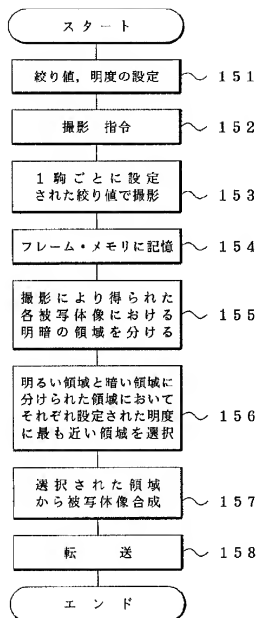 スタート
絞り値，明度の設定 151
撮影 指令 152
1駒ごとに設定
された絞り値で撮影 153
フレーム・メモリに記憶 154
撮影により得られた
各被写体像における
明暗の領域を分ける 155
明るい領域と暗い領域に
分けられた領域において
それぞれ設定された明度
に最も近い領域を選択 156
選択された領域
から被写体像合成 157
転 送 158
エンド